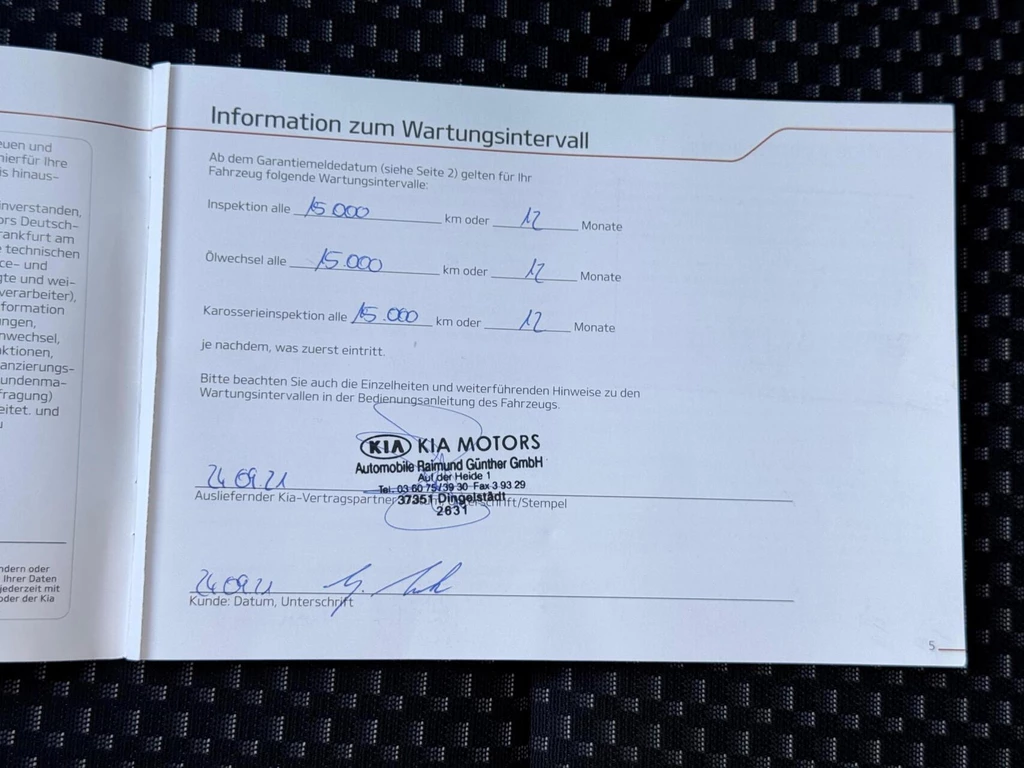 euen und
hierfür Ihre
is hinaus-
inverstanden,
ors Deutsch-
rankfurt am
e technischen
ce- und
gte und wei-
verarbeiter),
formation
ungen,
nwechsel,
ktionen,
anzierungs-
undenma-
fragung)
eitet. und
u
ndern oder
Ihrer Daten
jederzeit mit
oder der Kia
Information zum Wartungsintervall
Ab dem Garantiemeldedatum (siehe Seite 2) gelten für Ihr
Fahrzeug folgende Wartungsintervalle:
Inspektion alle 15.000 km oder 12 Monate
Ölwechsel alle 15.000 km oder 12 Monate
Karosserieinspektion alle 15.000 km oder 12 Monate
je nachdem, was zuerst eintritt.
Bitte beachten Sie auch die Einzelheiten und weiterführenden Hinweise zu den
Wartungsintervallen in der Bedienungsanleitung des Fahrzeugs.
KIA KIA MOTORS
Automobile Raimund Günther GmbH
Auf der Heide 1
Tel. 03 60 75/39 30 Fax 3 93 29
37351 Dingelstädt
2631
24.09.21
Ausliefernder Kia-Vertragspartner
hrift/Stempel
24.09.21
Kunde: Datum, Unterschrift
5